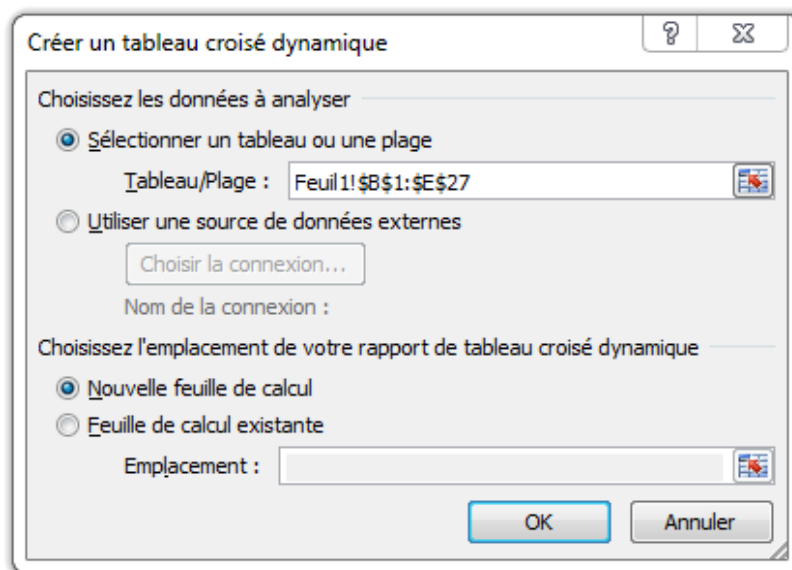 Créer un tableau croisé dynamique
Choisissez les données à analyser
Sélectionner un tableau ou une plage
Tableau/Plage : Feuil1!$B$1:$E$27
Utiliser une source de données externes
Choisir la connexion...
Nom de la connexion :
Choisissez l'emplacement de votre rapport de tableau croisé dynamique
Nouvelle feuille de calcul
Feuille de calcul existante
Emplacement :
OK Annuler